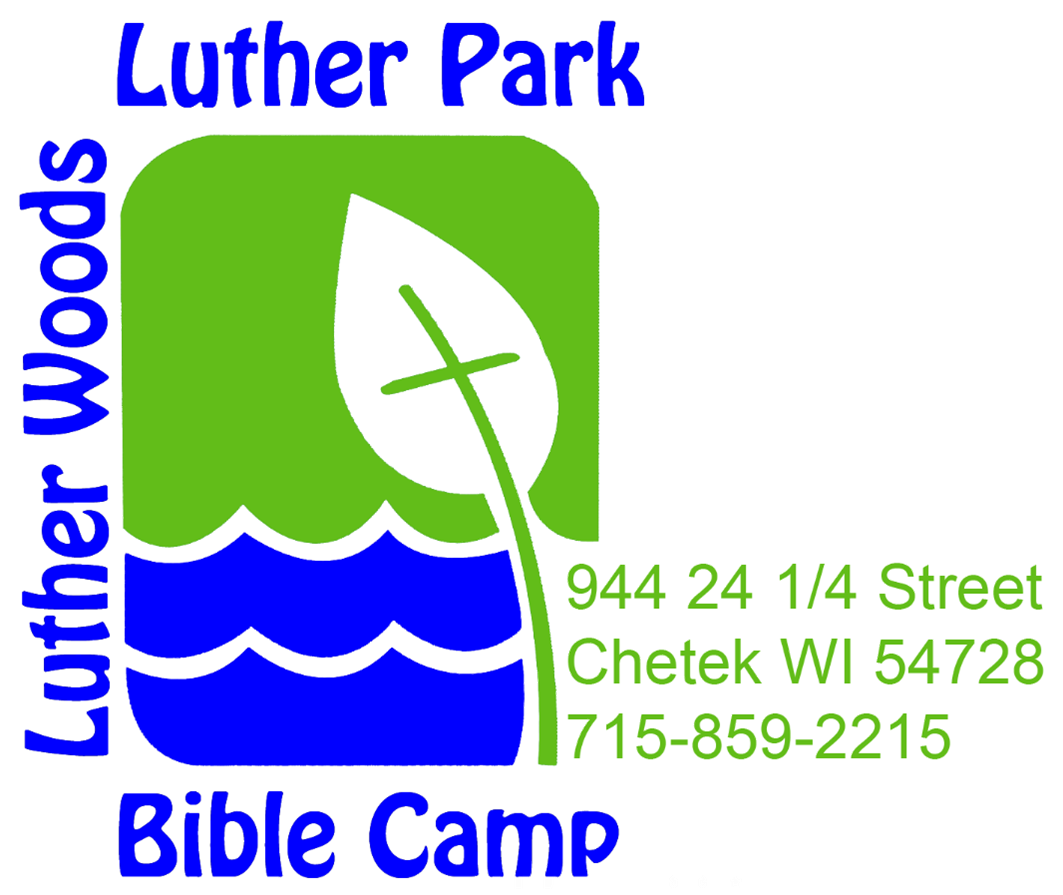 Luther Park
Luther Woods
944 24 1/4 Street
Chetek WI 54728
715-859-2215
Bible Camp